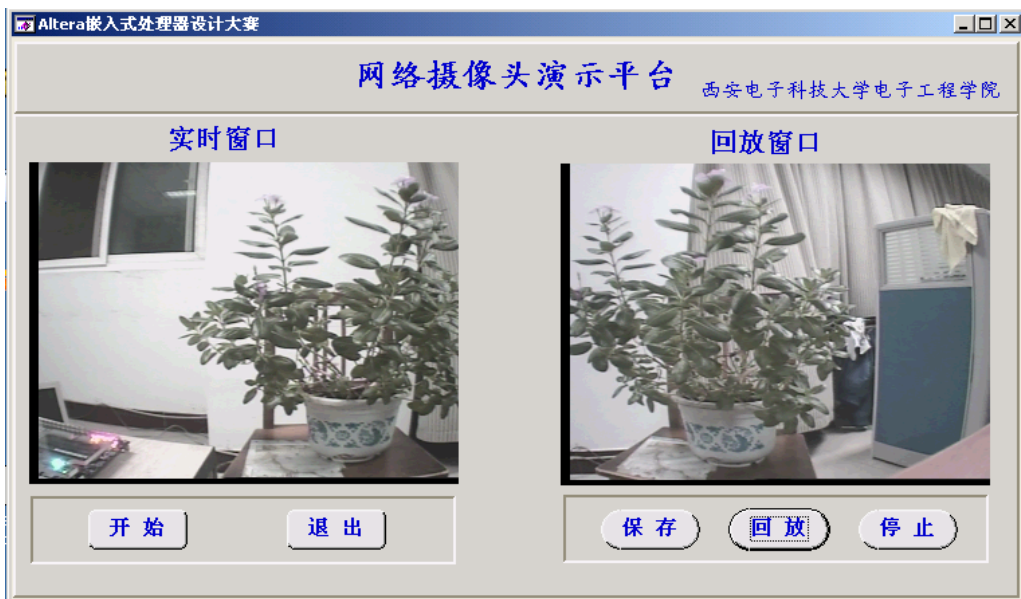 Altera嵌入式处理器设计大赛
网络摄像头演示平台
西安电子科技大学电子工程学院
实时窗口
回放窗口
开 始
退 出
保 存
回 放
停 止